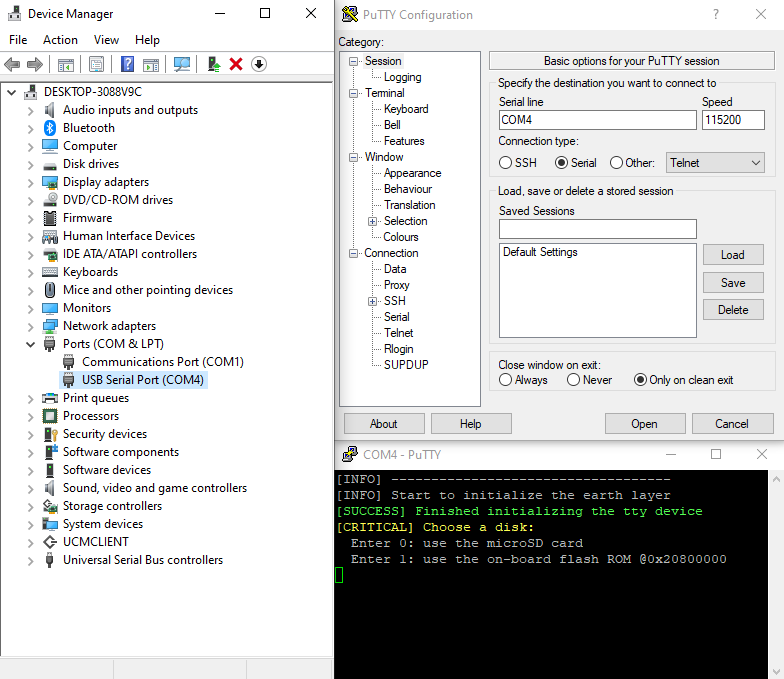 Device Manager
File Action View Help
DESKTOP-3088V9C
Audio inputs and outputs
Bluetooth
Computer
Disk drives
Display adapters
DVD/CD-ROM drives
Firmware
Human Interface Devices
IDE ATA/ATAPI controllers
Keyboards
Mice and other pointing devices
Monitors
Network adapters
Ports (COM & LPT)
Communications Port (COM1)
USB Serial Port (COM4)
Print queues
Processors
Security devices
Software components
Software devices
Sound, video and game controllers
Storage controllers
System devices
UCMCLIENT
Universal Serial Bus controllers
PuTTY Configuration
Category:
Session
Logging
Terminal
Keyboard
Bell
Features
Window
Appearance
Behaviour
Translation
Selection
Colours
Connection
Data
Proxy
SSH
Serial
Telnet
Rlogin
SUPDUP
Basic options for your PuTTY session
Specify the destination you want to connect to
Serial line Speed
COM4 115200
Connection type:
SSH Serial Other: Telnet
Load, save or delete a stored session
Saved Sessions
Default Settings
Load
Save
Delete
Close window on exit:
Always Never Only on clean exit
About Help Open Cancel
COM4 - PuTTY
[INFO] ----------------------------------
[INFO] Start to initialize the earth layer
[SUCCESS] Finished initializing the tty device
[CRITICAL] Choose a disk:
Enter 0: use the microSD card
Enter 1: use the on-board flash ROM @0x20800000